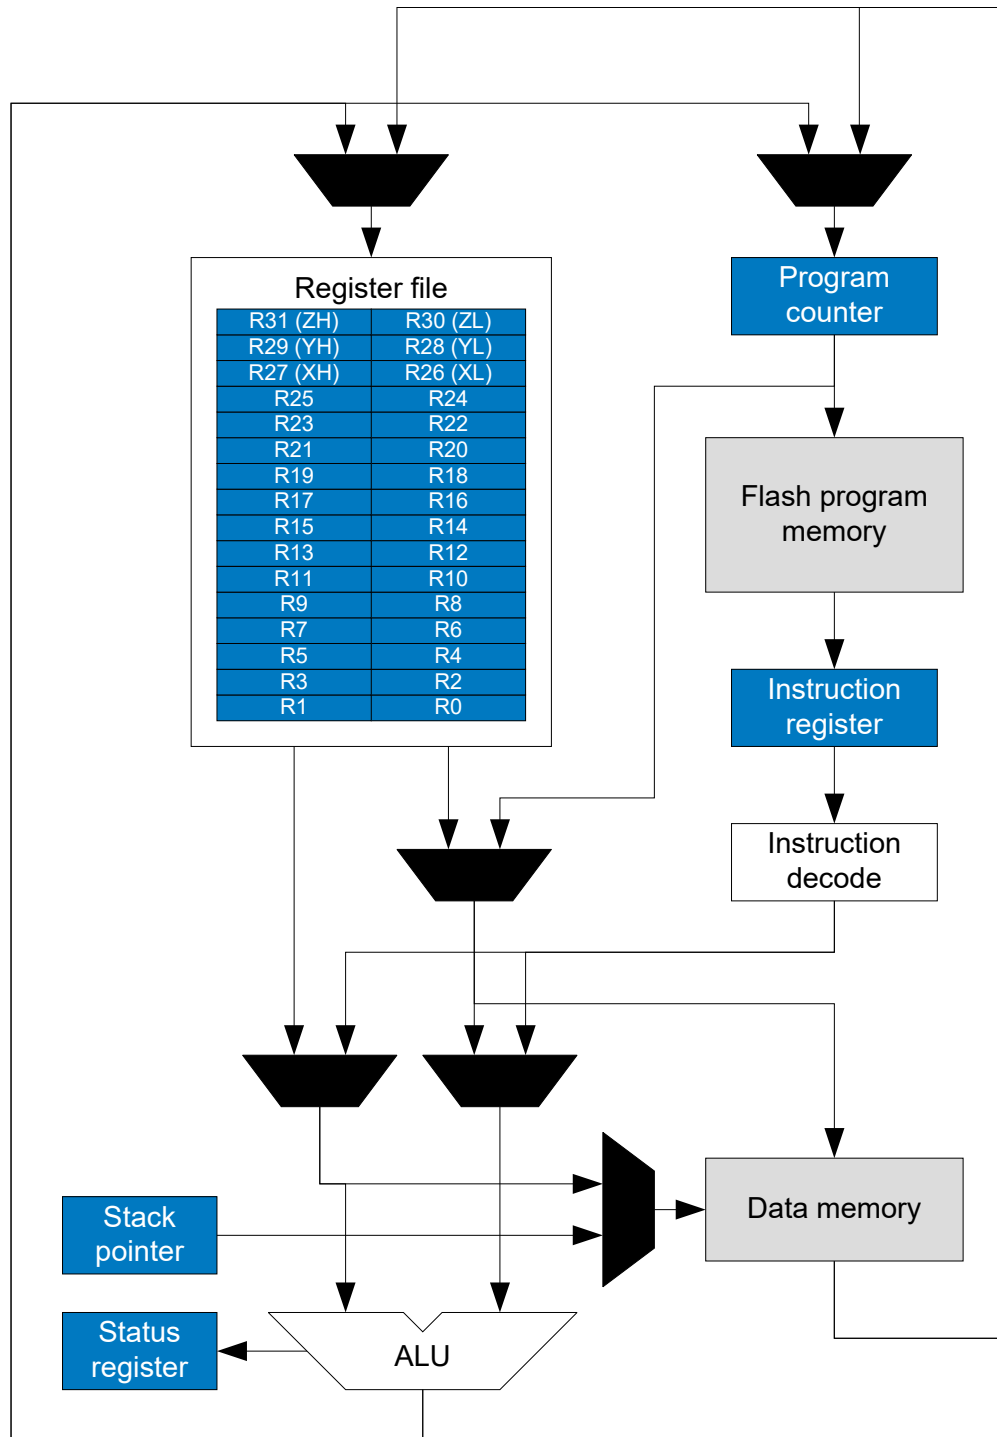 Register file
R31 (ZH) R30 (ZL)
R29 (YH) R28 (YL)
R27 (XH) R26 (XL)
R25 R24
R23 R22
R21 R20
R19 R18
R17 R16
R15 R14
R13 R12
R11 R10
R9 R8
R7 R6
R5 R4
R3 R2
R1 R0
Program
counter
Flash program
memory
Instruction
register
Instruction
decode
Data memory
Stack
pointer
Status
register
ALU